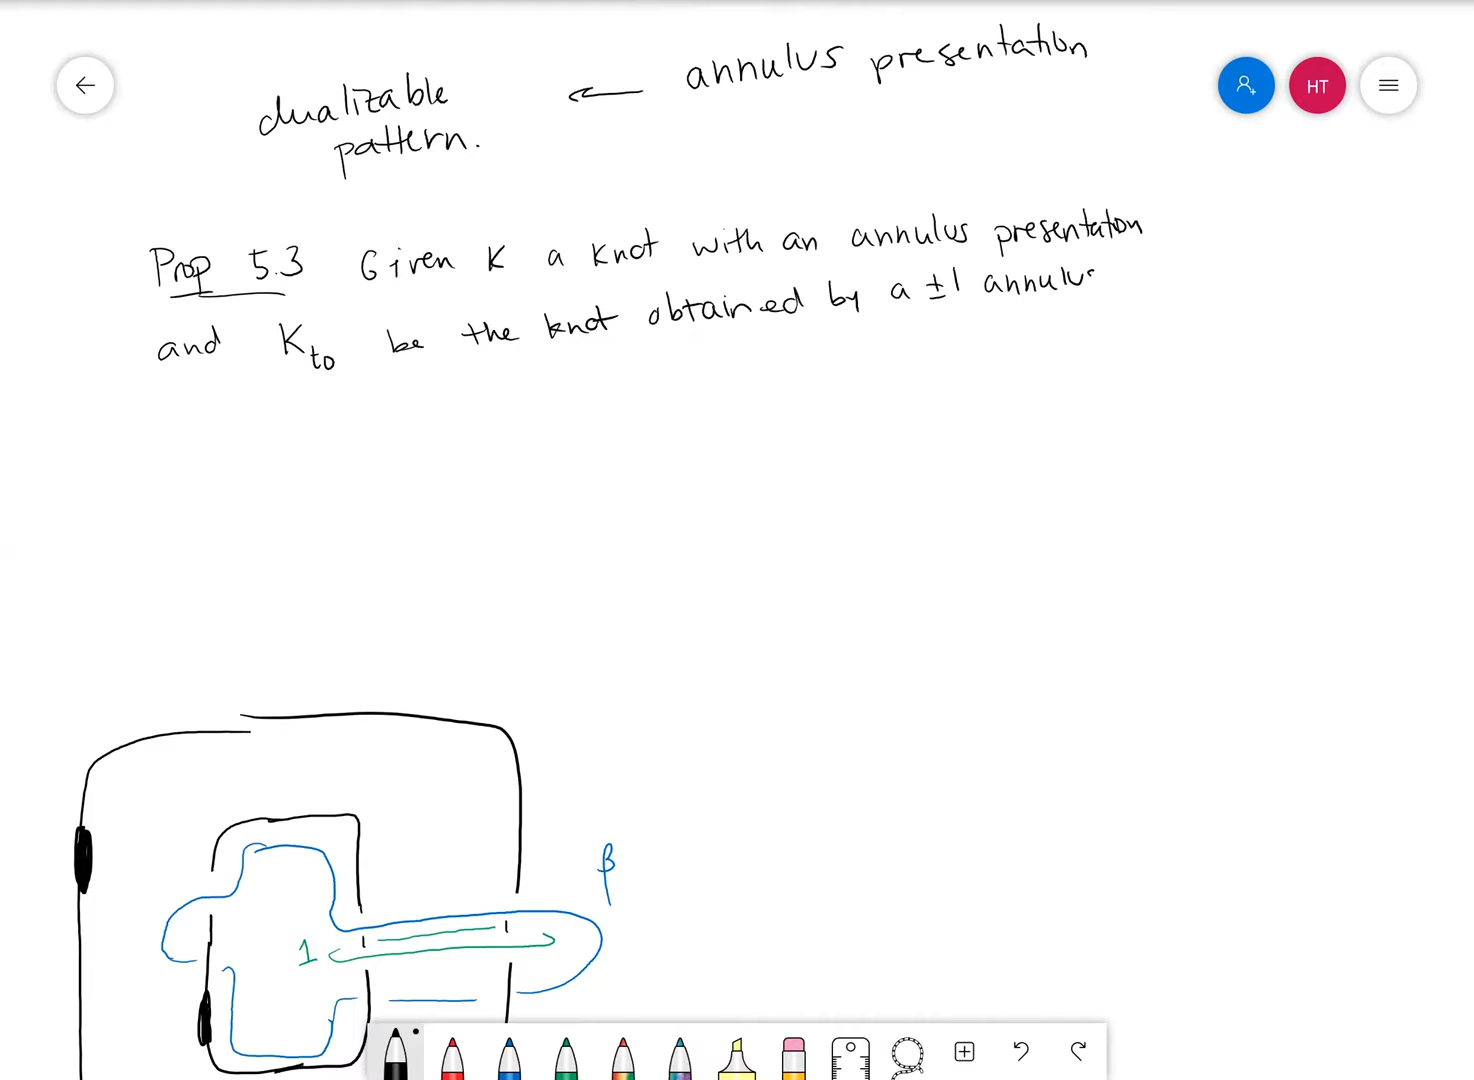 annulus presentation
dualizable ←
pattern.
HT
Prop 5.3 Given K a knot with an annulus presentaton
and K_to be the knot obtained by a ±1 annulus
β
1